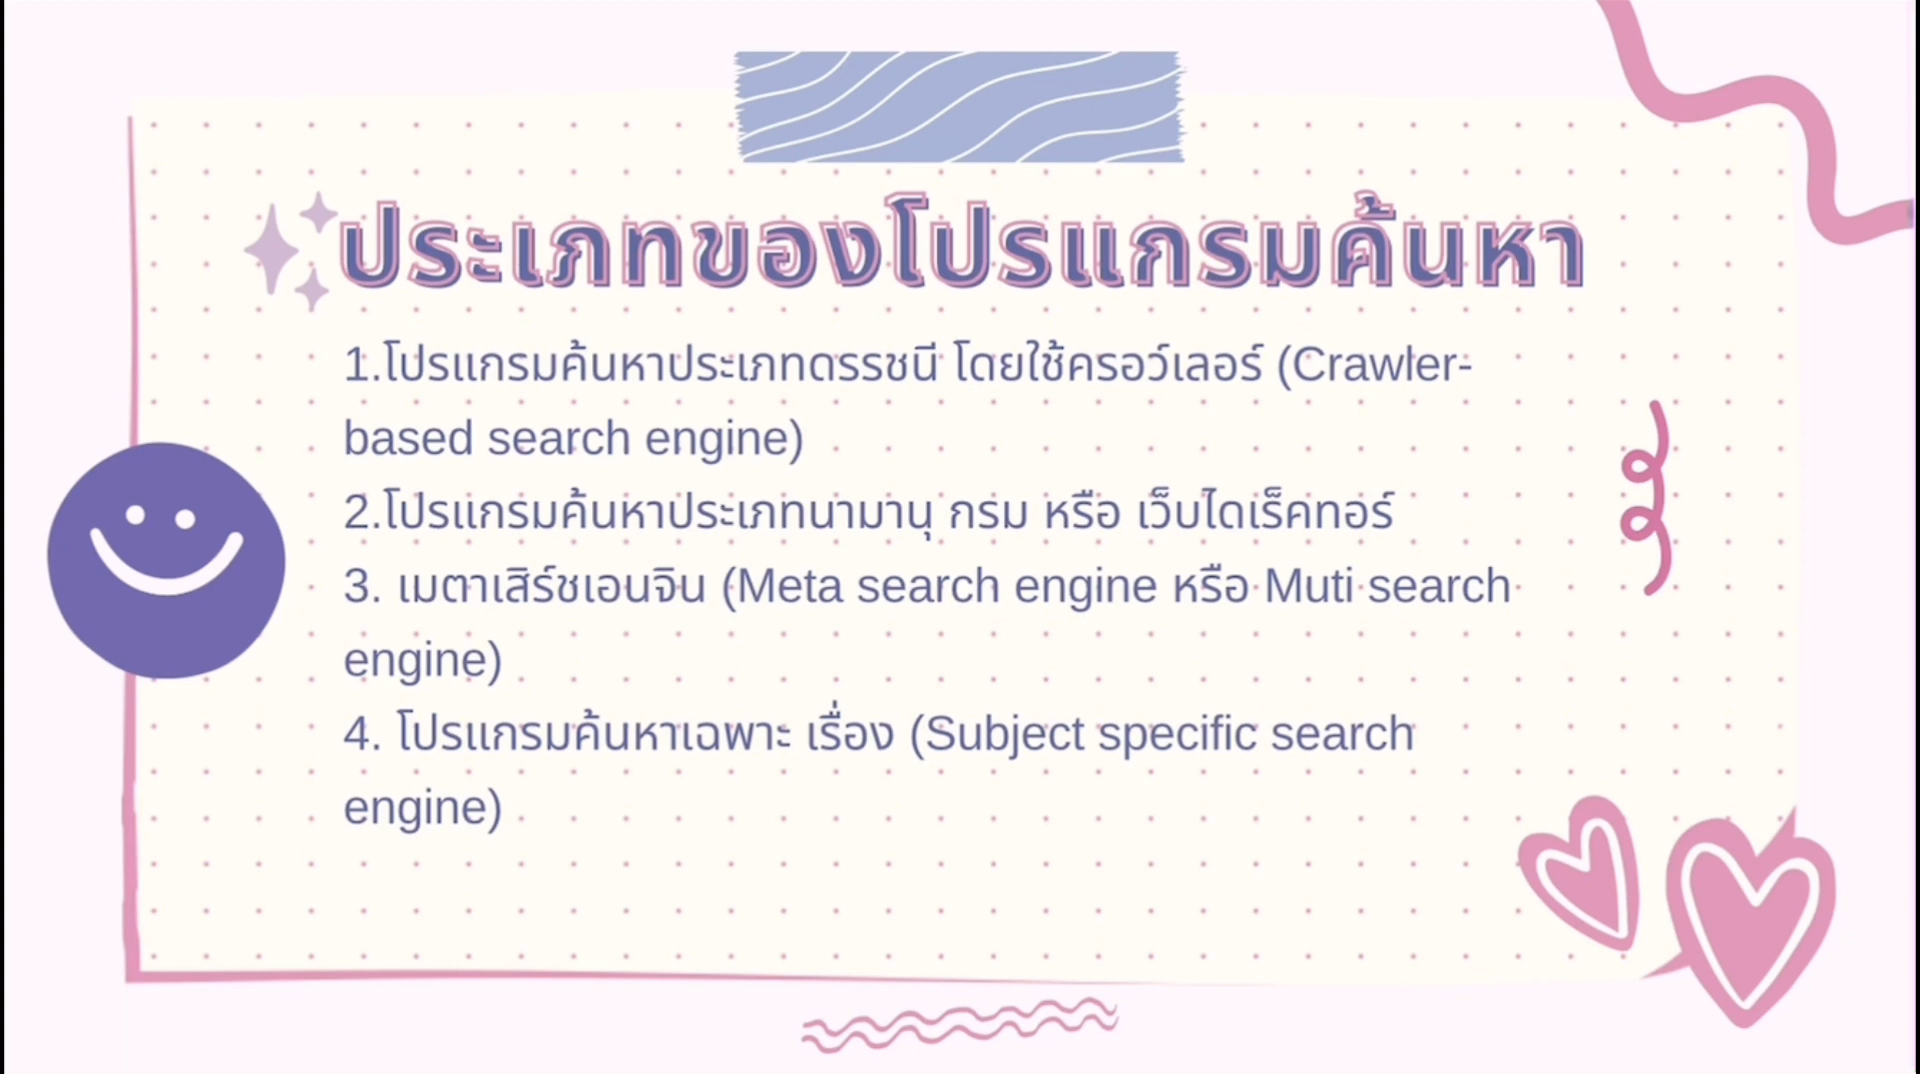 ประเภทของโปรแกรมค้นหา
1.โปรแกรมค้นหาประเภทดรรชนี โดยใช้ครอว์เลอร์ (Crawler-
based search engine)
2.โปรแกรมค้นหาประเภทนามานุ กรม หรือ เว็บไดเร็คทอร์
3. เมตาเสิร์ชเอนจิน (Meta search engine หรือ Muti search
engine)
4. โปรแกรมค้นหาเฉพาะ เรื่อง (Subject specific search
engine)